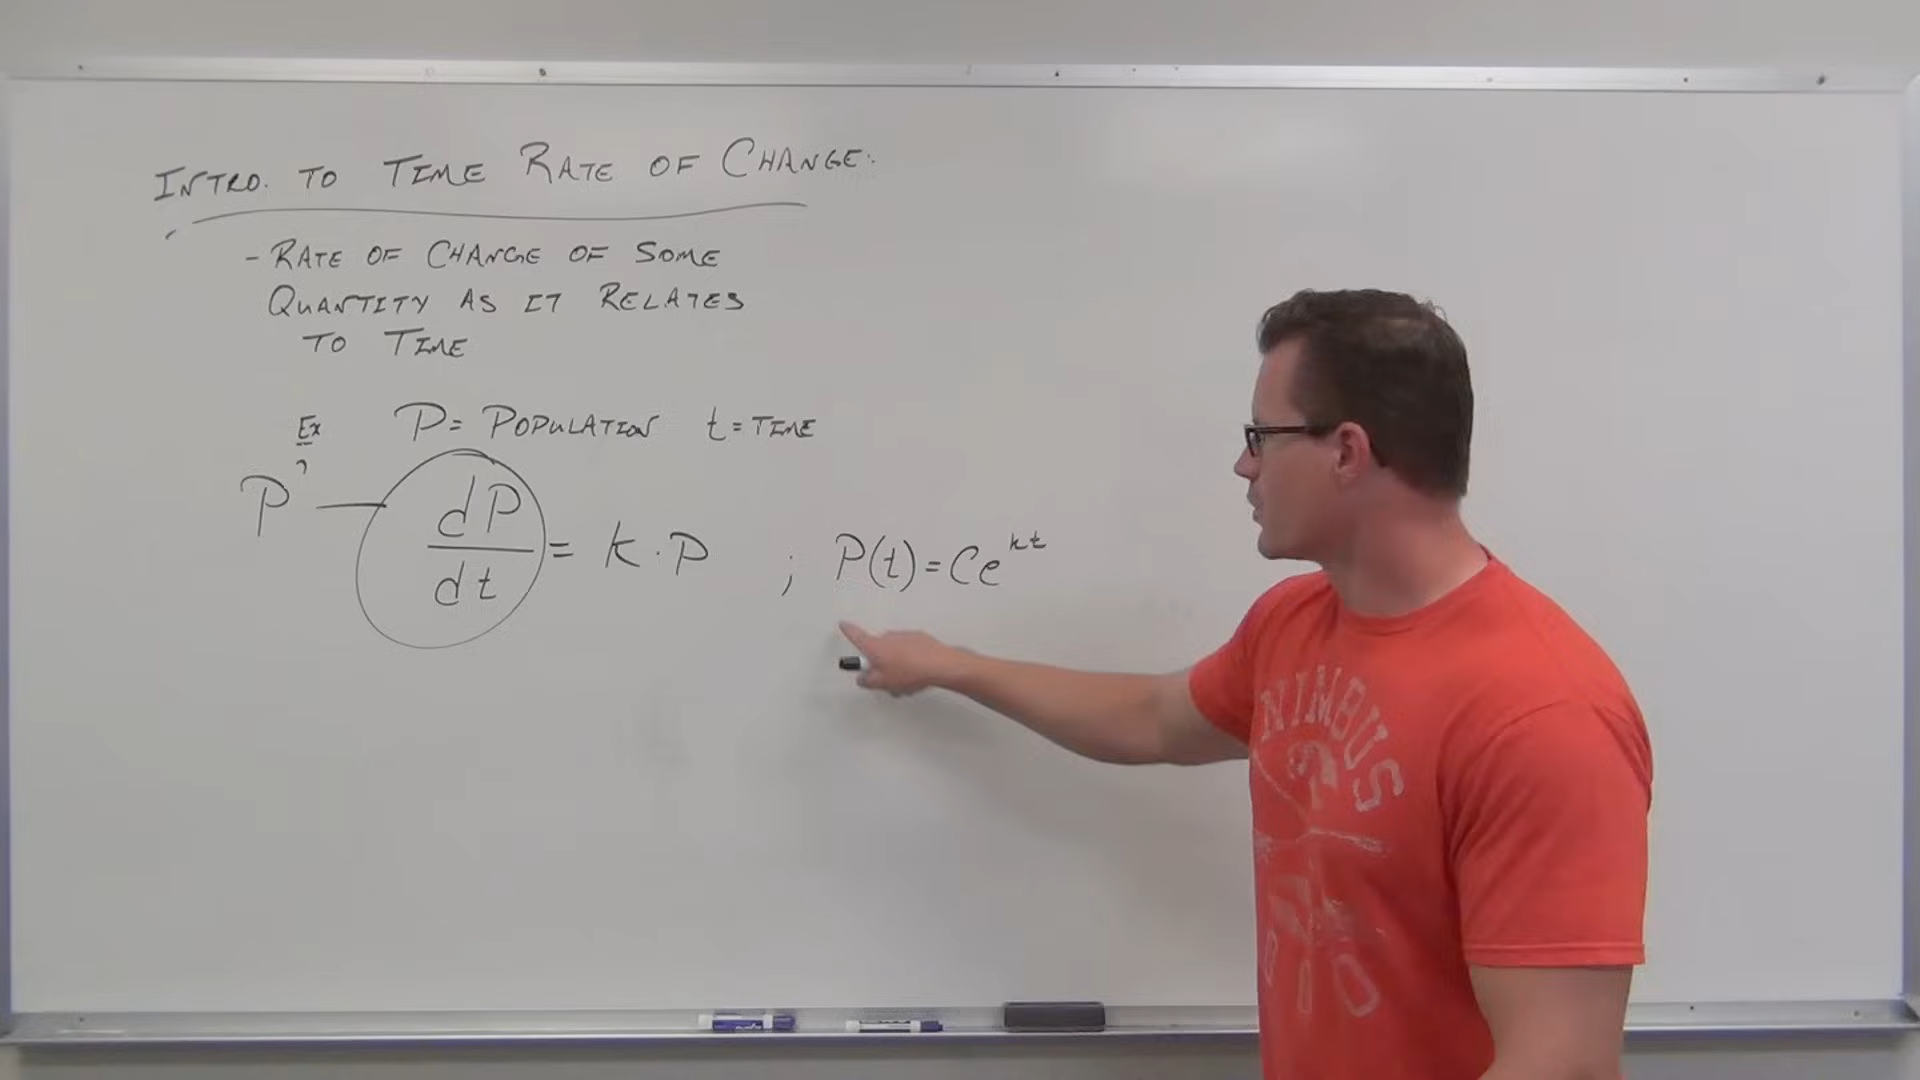 INTRO. TO TIME RATE OF CHANGE:
- RATE OF CHANGE OF SOME
QUANTITY AS IT RELATES
TO TIME
Ex P = POPULATION t = TIME
P' — dP/dt = k · P ; P(t) = Ce^kt
NIMBUS